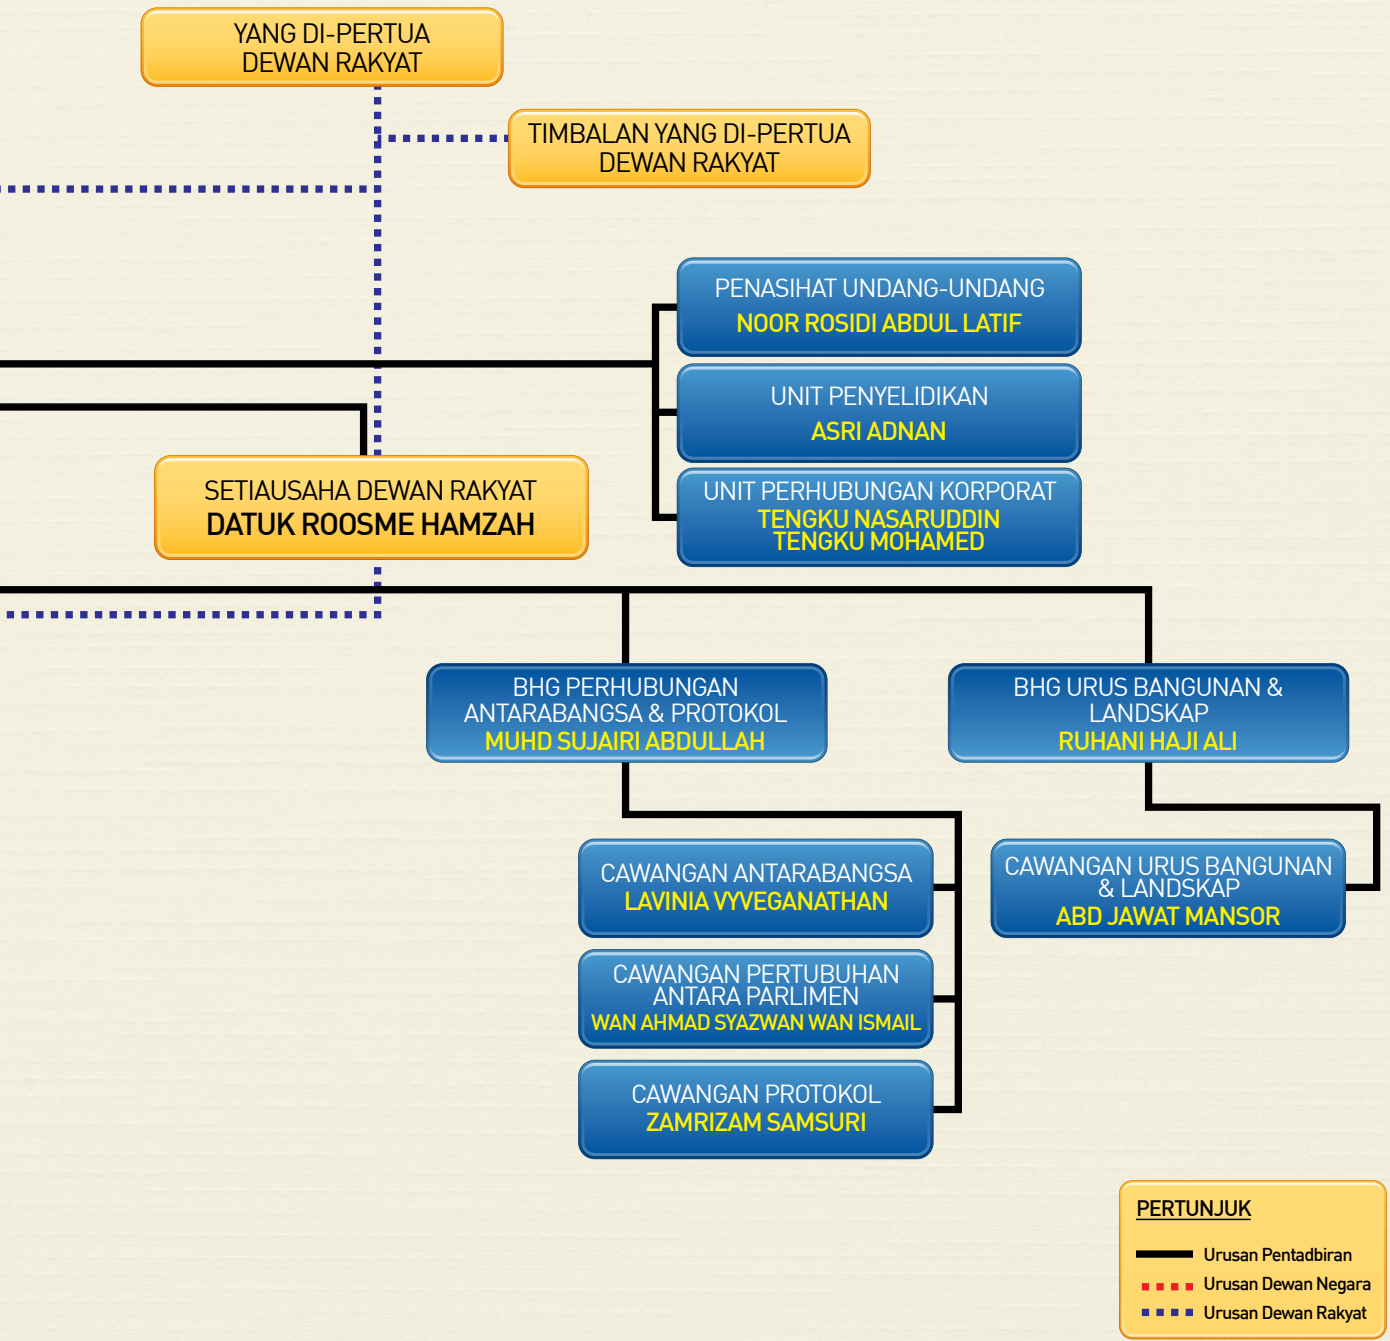 YANG DI-PERTUA
DEWAN RAKYAT
TIMBALAN YANG DI-PERTUA
DEWAN RAKYAT
PENASIHAT UNDANG-UNDANG
NOOR ROSIDI ABDUL LATIF
UNIT PENYELIDIKAN
ASRI ADNAN
UNIT PERHUBUNGAN KORPORAT
TENGKU NASARUDDIN
TENGKU MOHAMED
SETIAUSAHA DEWAN RAKYAT
DATUK ROOSME HAMZAH
BHG PERHUBUNGAN
ANTARABANGSA & PROTOKOL
MUHD SUJAIRI ABDULLAH
BHG URUS BANGUNAN &
LANDSKAP
RUHANI HAJI ALI
CAWANGAN ANTARABANGSA
LAVINIA VYVEGANATHAN
CAWANGAN URUS BANGUNAN
& LANDSKAP
ABD JAWAT MANSOR
CAWANGAN PERTUBUHAN
ANTARA PARLIMEN
WAN AHMAD SYAZWAN WAN ISMAIL
CAWANGAN PROTOKOL
ZAMRIZAM SAMSURI
PERTUNJUK
Urusan Pentadbiran
Urusan Dewan Negara
Urusan Dewan Rakyat